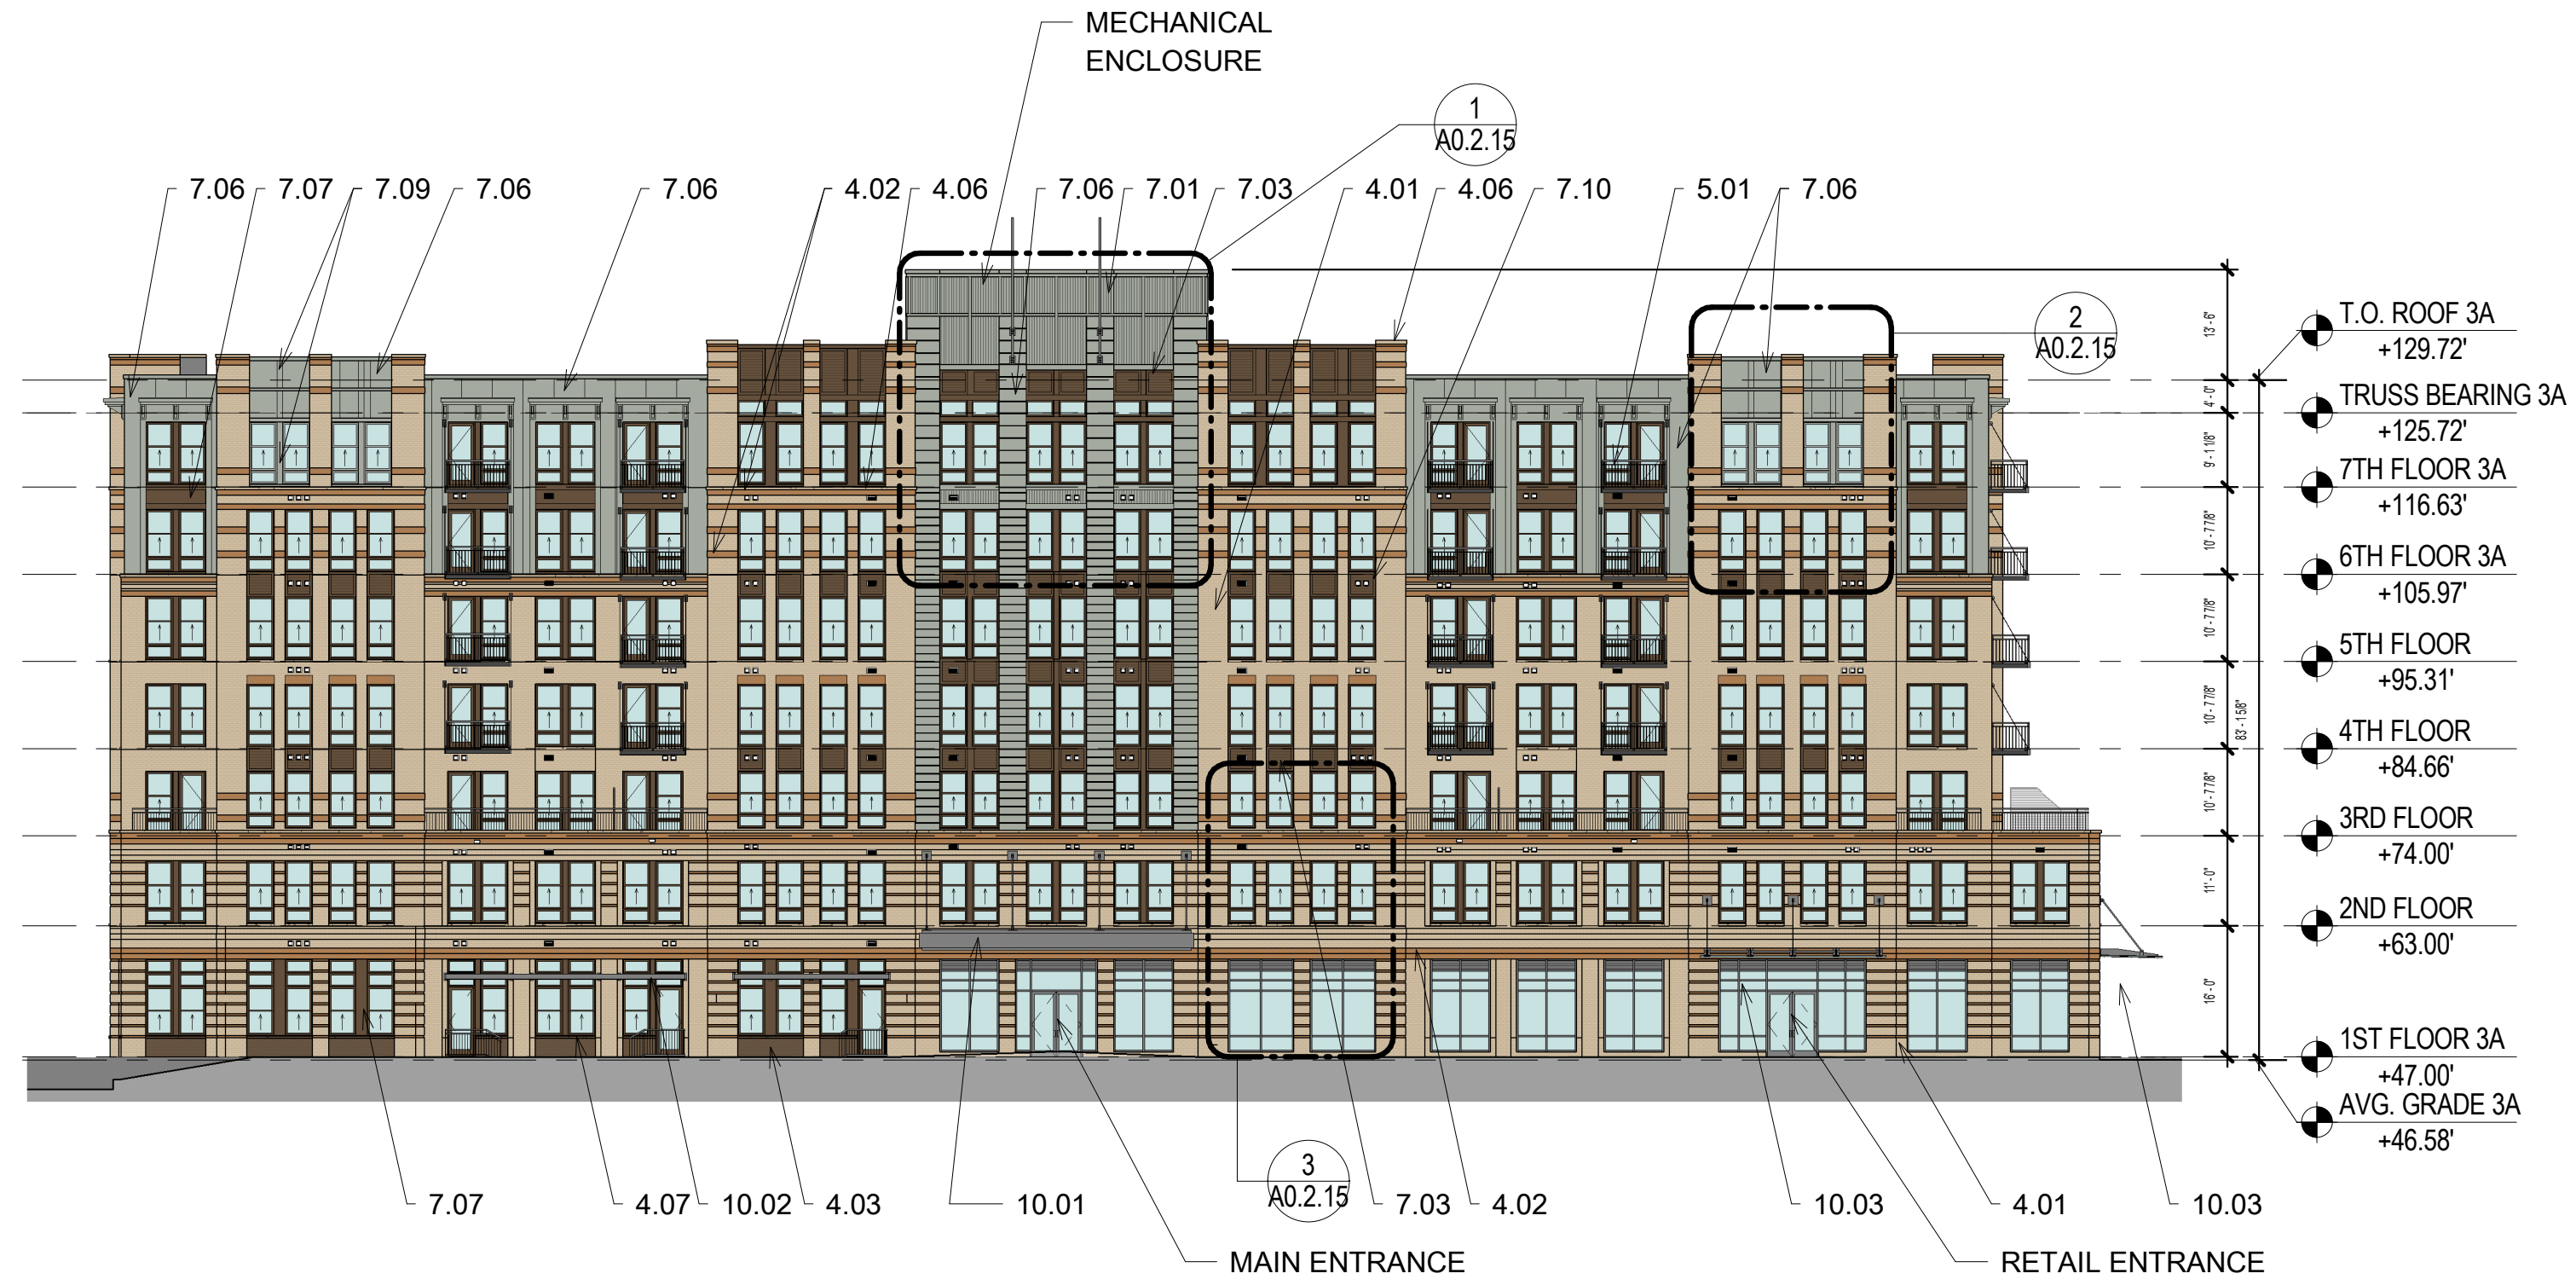 MECHANICAL
ENCLOSURE
1
A0.2.15
7.06
7.07
7.09
7.06
7.06
4.02
4.06
7.06
7.01
7.03
4.01
4.06
7.10
5.01
7.06
2
A0.2.15
T.O. ROOF 3A
+129.72'
TRUSS BEARING 3A
+125.72'
7TH FLOOR 3A
+116.63'
6TH FLOOR 3A
+105.97'
5TH FLOOR
+95.31'
4TH FLOOR
+84.66'
3RD FLOOR
+74.00'
2ND FLOOR
+63.00'
1ST FLOOR 3A
+47.00'
AVG. GRADE 3A
+46.58'
13'-6"
4'-0"
9'-1 1/8"
10'-7 7/8"
10'-7 7/8"
10'-7 7/8"
10'-7 7/8"
11'-0"
16'-0"
83'-1 5/8"
7.07
4.07
10.02
4.03
10.01
3
A0.2.15
7.03
4.02
10.03
4.01
10.03
MAIN ENTRANCE
RETAIL ENTRANCE